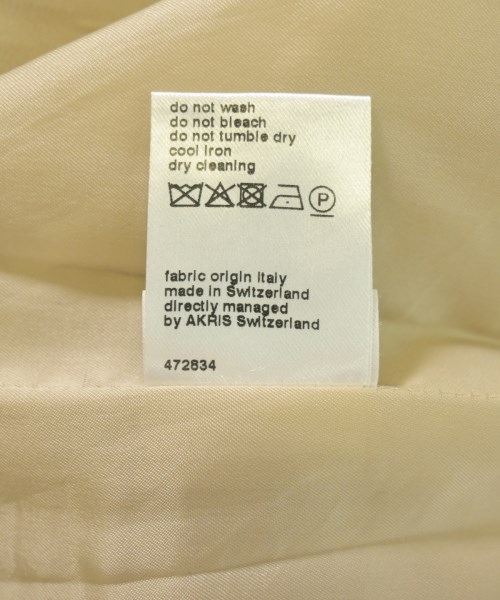 do not wash
do not bleach
do not tumble dry
cool iron
dry cleaning
P
fabric origin Italy
made in Switzerland
directly managed
by AKRIS Switzerland
472834